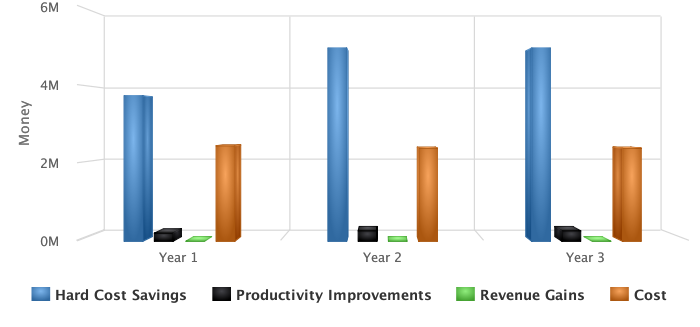 6M
4M
2M
0M
Money
Year 1
Year 2
Year 3
Hard Cost Savings
Productivity Improvements
Revenue Gains
Cost